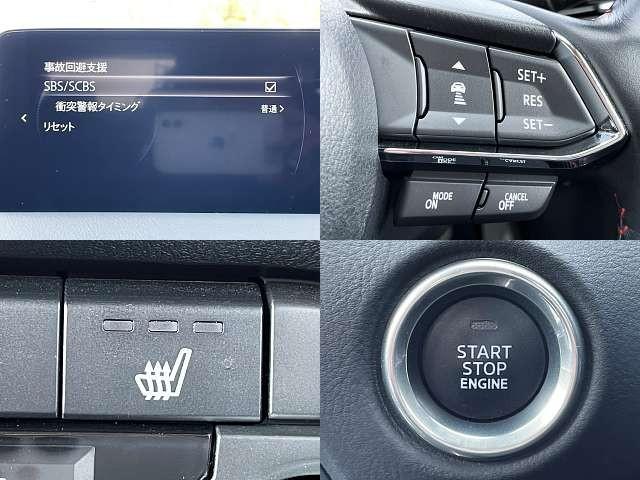 事故回避支援
SBS/SCBS
衝突警報タイミング 普通
リセット
SET+
RES
SET-
MODE
ON
CANCEL
OFF
START
STOP
ENGINE